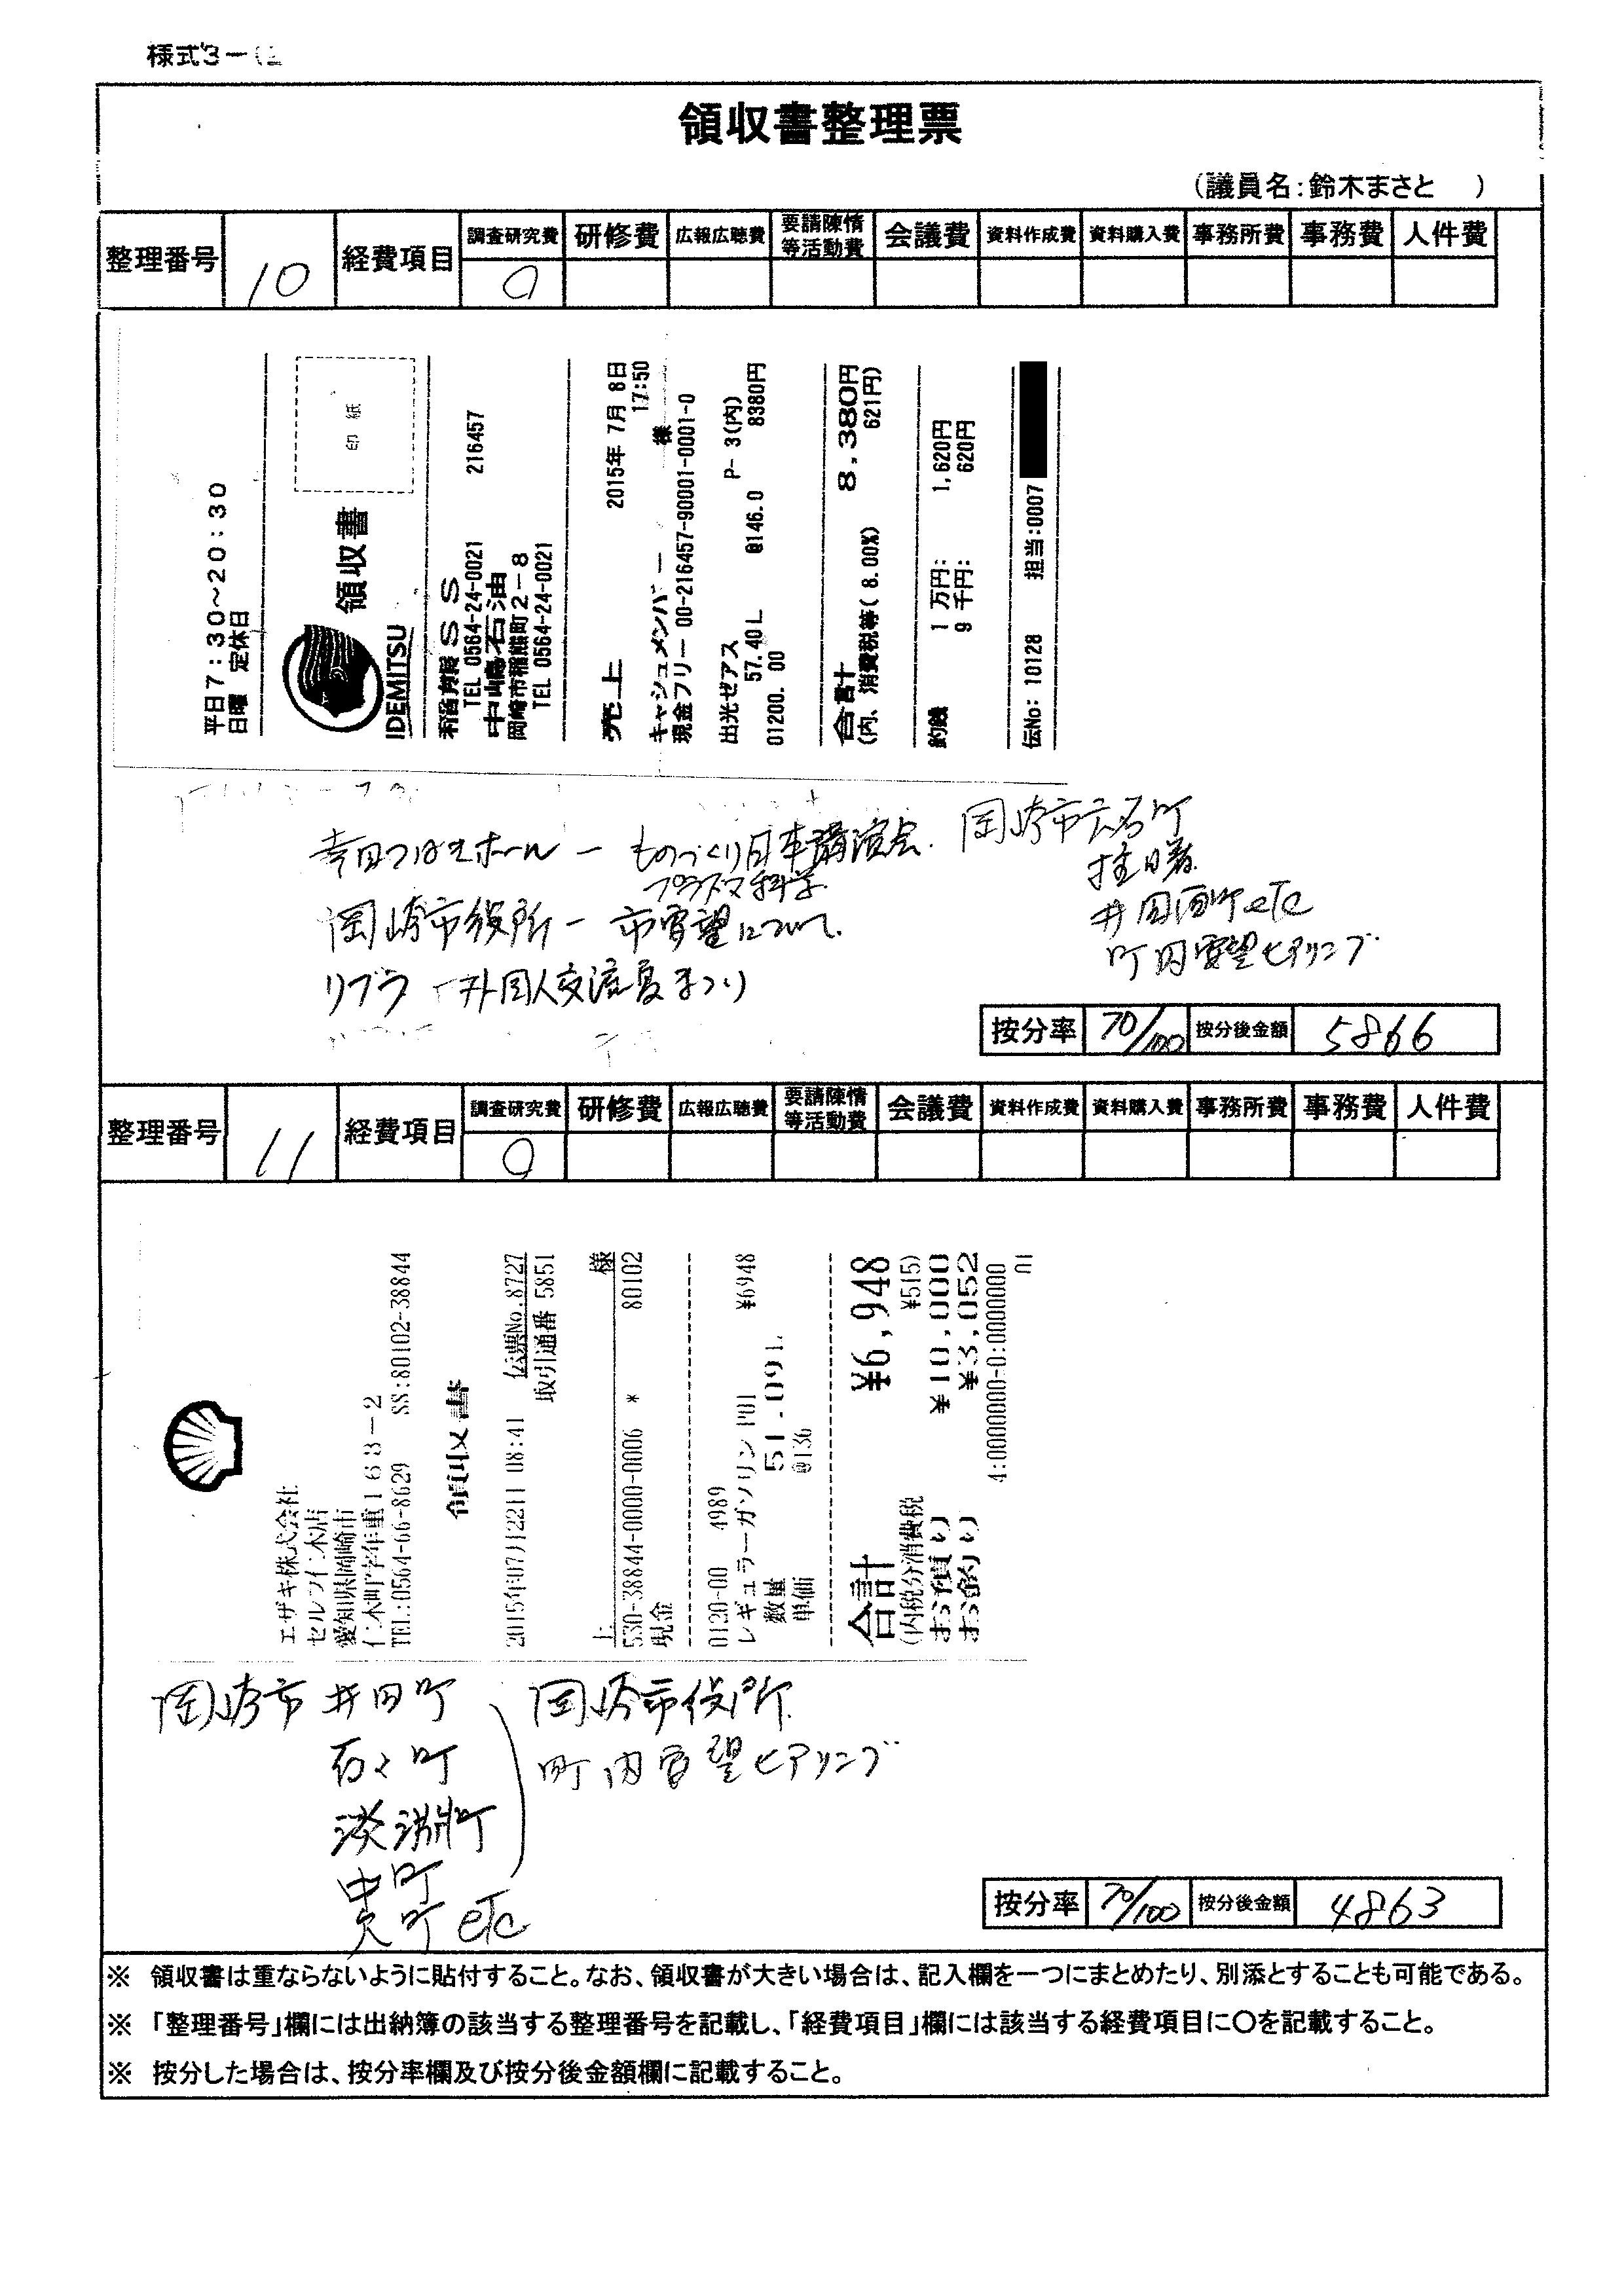 様式3-(2
領収書整理票
(議員名:鈴木まさと )
整理番号 10 経費項目 調査研究費 研修費 広報広聴費 要請陳情等活動費 会議費 資料作成費 資料購入費 事務所費 事務費 人件費
○
平日7:30~20:30
日曜 定休日
印紙
領収書
IDEMITSU
SS 216457
TEL 0564-24-0021
中嶋石油
岡崎市稲熊町2-8
TEL 0564-24-0021
売上 2015年 7月 8日
17:50
キャッシュメンバー 様
現金フリー 00-216457-90001-0001-0
出光ゼアス P- 3(内)
57.40L @146.0 8380円
01200. 00
合計 8,380円
(内、消費税等( 8.00%) 621円)
釣銭 1 万円: 1,620円
9 千円: 620円
伝No: 10128 担当:0007
幸田つばきホール - ものづくり日本講演会
プラズマ科学
岡崎市役所 - 市要望について
リブラ - 外国人交流夏まつり
岡崎市六名町
井田西町etc
町内要望ヒアリング
按分率 70/100 按分後金額 5866
整理番号 11 経費項目 調査研究費 研修費 広報広聴費 要請陳情等活動費 会議費 資料作成費 資料購入費 事務所費 事務費 人件費
○
エザキ株式会社
セルフ仁木店
愛知県岡崎市
仁木町字年重168-2
TEL:0564-66-8629 SS:80102-38844
領収書
2015年07月22日 08:41 伝票No.8727
取引通番 5851
上 様
530-38844-0000-0006 * 80102
現金
0120-00 4989
レギュラーガソリン P01 ¥6948
数量 51.09L
単価 @136
合計 ¥6,948
(内税分消費税 ¥515)
お預り ¥10,000
お釣り ¥3,052
4:0000000-0:0000000
01
岡崎市 井田町
百々町
淡渕町
中町
欠町 etc
岡崎市役所
町内要望ヒアリング
按分率 70/100 按分後金額 4863
※ 領収書は重ならないように貼付すること。なお、領収書が大きい場合は、記入欄を一つにまとめたり、別添とすることも可能である。
※ 「整理番号」欄には出納簿の該当する整理番号を記載し、「経費項目」欄には該当する経費項目に○を記載すること。
※ 按分した場合は、按分率欄及び按分後金額欄に記載すること。